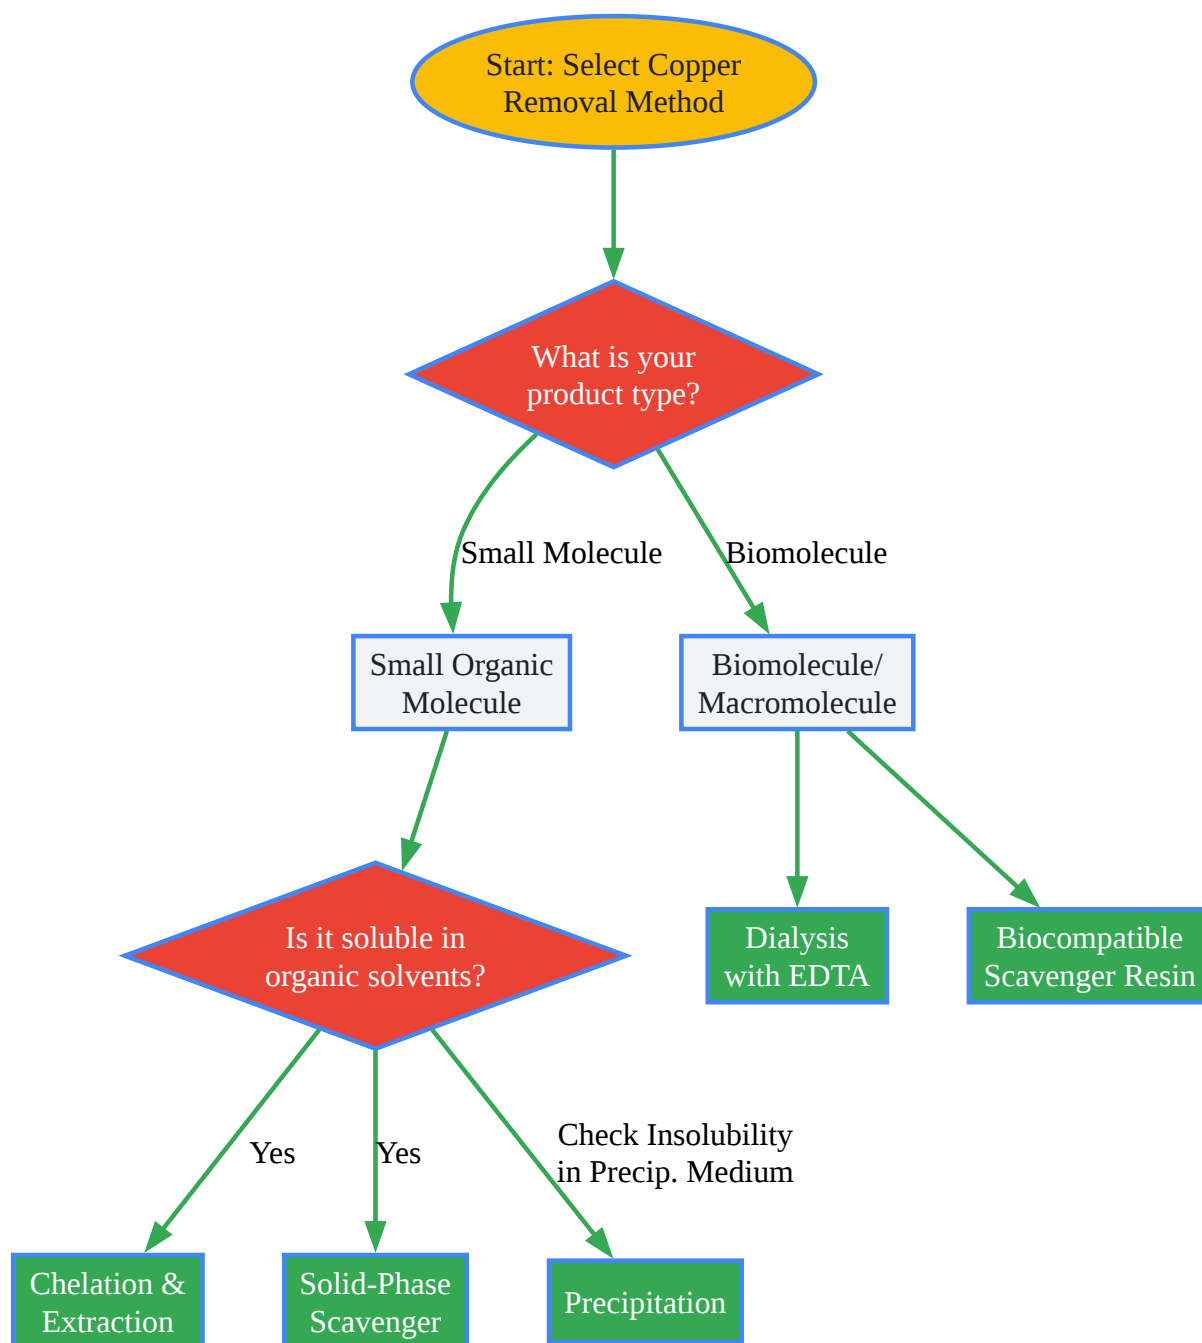 Start: Select Copper
Removal Method
What is your
product type?
Small Molecule
Biomolecule
Small Organic
Molecule
Biomolecule/
Macromolecule
Is it soluble in
organic solvents?
Dialysis
with EDTA
Biocompatible
Scavenger Resin
Yes
Yes
Check Insolubility
in Precip. Medium
Chelation &
Extraction
Solid-Phase
Scavenger
Precipitation